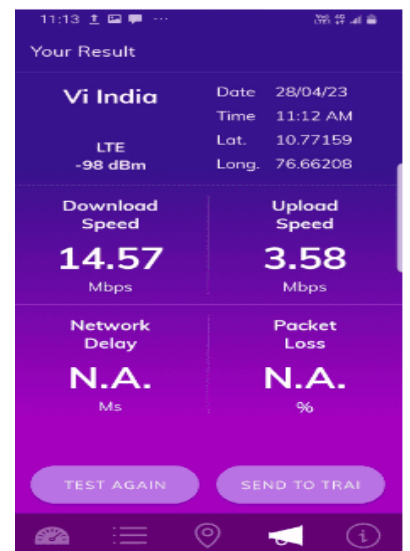 11:13
Your Result
Vi India
LTE
-98 dBm
Date 28/04/23
Time 11:12 AM
Lat. 10.77159
Long. 76.66208
Download
Speed
14.57
Mbps
Upload
Speed
3.58
Mbps
Network
Delay
N.A.
Ms
Packet
Loss
N.A.
%
TEST AGAIN
SEND TO TRAI